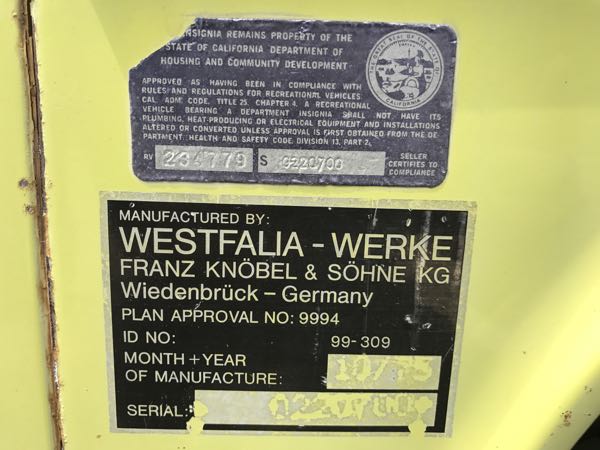 INSIGNIA REMAINS PROPERTY OF THE
STATE OF CALIFORNIA DEPARTMENT OF
HOUSING AND COMMUNITY DEVELOPMENT
APPROVED AS HAVING BEEN IN COMPLIANCE WITH
RULES AND REGULATIONS FOR RECREATIONAL VEHICLES
CAL. ADM. CODE, TITLE 25, CHAPTER 4. A RECREATIONAL
VEHICLE BEARING A DEPARTMENT INSIGNIA SHALL NOT HAVE ITS
PLUMBING, HEAT-PRODUCING OR ELECTRICAL EQUIPMENT AND INSTALLATIONS
ALTERED OR CONVERTED UNLESS APPROVAL IS FIRST OBTAINED FROM THE DE-
PARTMENT. HEALTH AND SAFETY CODE DIVISION 13, PART 2.
RV 234779 S SELLER CERTIFIES TO COMPLIANCE
CALIFORNIA
MANUFACTURED BY:
WESTFALIA - WERKE
FRANZ KNÖBEL & SÖHNE KG
Wiedenbrück - Germany
PLAN APPROVAL NO: 9994
ID NO: 99-309
MONTH + YEAR
OF MANUFACTURE:
SERIAL: